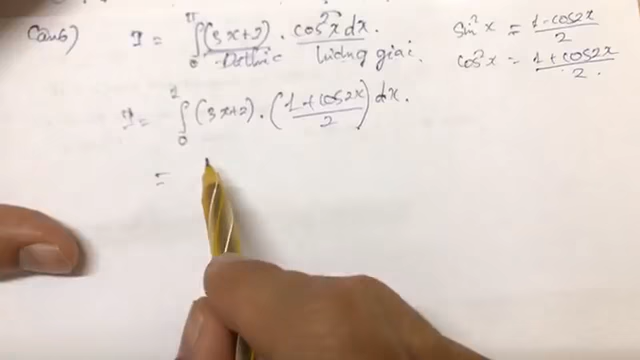 Câu 6) I = ∫₀^π (3x+2) . cos²x dx.
Đa thức lượng giác.
sin²x = 1-cos2x / 2
cos²x = 1+cos2x / 2.
I = ∫₀^π (3x+2) . (1+cos2x / 2) dx.
=